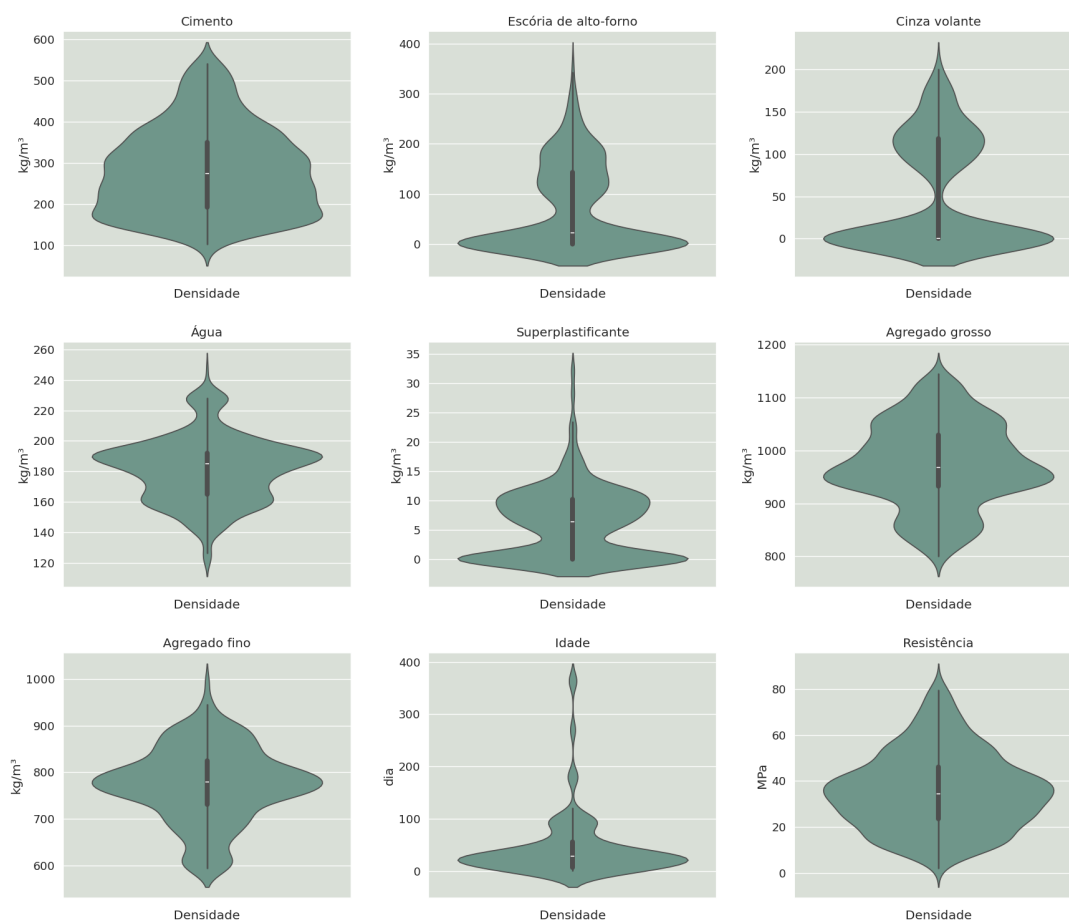 Cimento
600
500
400
300
200
100
kg/m³
Densidade
Escória de alto-forno
400
300
200
100
0
kg/m³
Densidade
Cinza volante
200
150
100
50
0
kg/m³
Densidade
Água
260
240
220
200
180
160
140
120
kg/m³
Densidade
Superplastificante
35
30
25
20
15
10
5
0
kg/m³
Densidade
Agregado grosso
1200
1100
1000
900
800
kg/m³
Densidade
Agregado fino
1000
900
800
700
600
kg/m³
Densidade
Idade
400
300
200
100
0
dia
Densidade
Resistência
80
60
40
20
0
MPa
Densidade